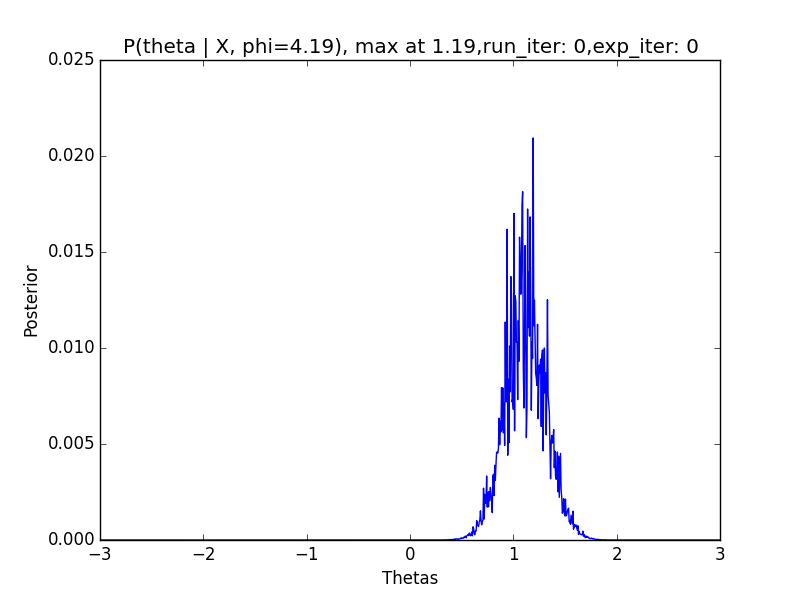 P(theta | X, phi=4.19), max at 1.19,run_iter: 0,exp_iter: 0
0.025
0.020
0.015
0.010
0.005
0.000
Posterior
−3 −2 −1 0 1 2 3
Thetas